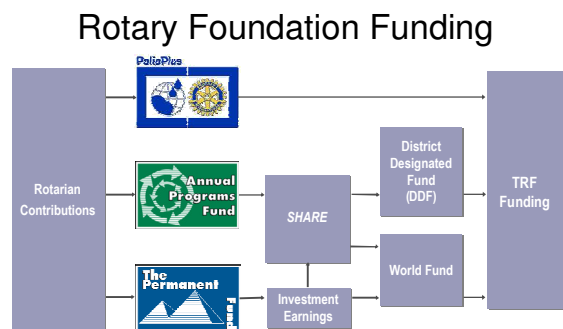 Rotary Foundation Funding
PolioPlus
Rotarian
Contributions
Annual
Programs
Fund
The
Permanent
Fund
SHARE
Investment
Earnings
District
Designated
Fund
(DDF)
World Fund
TRF
Funding